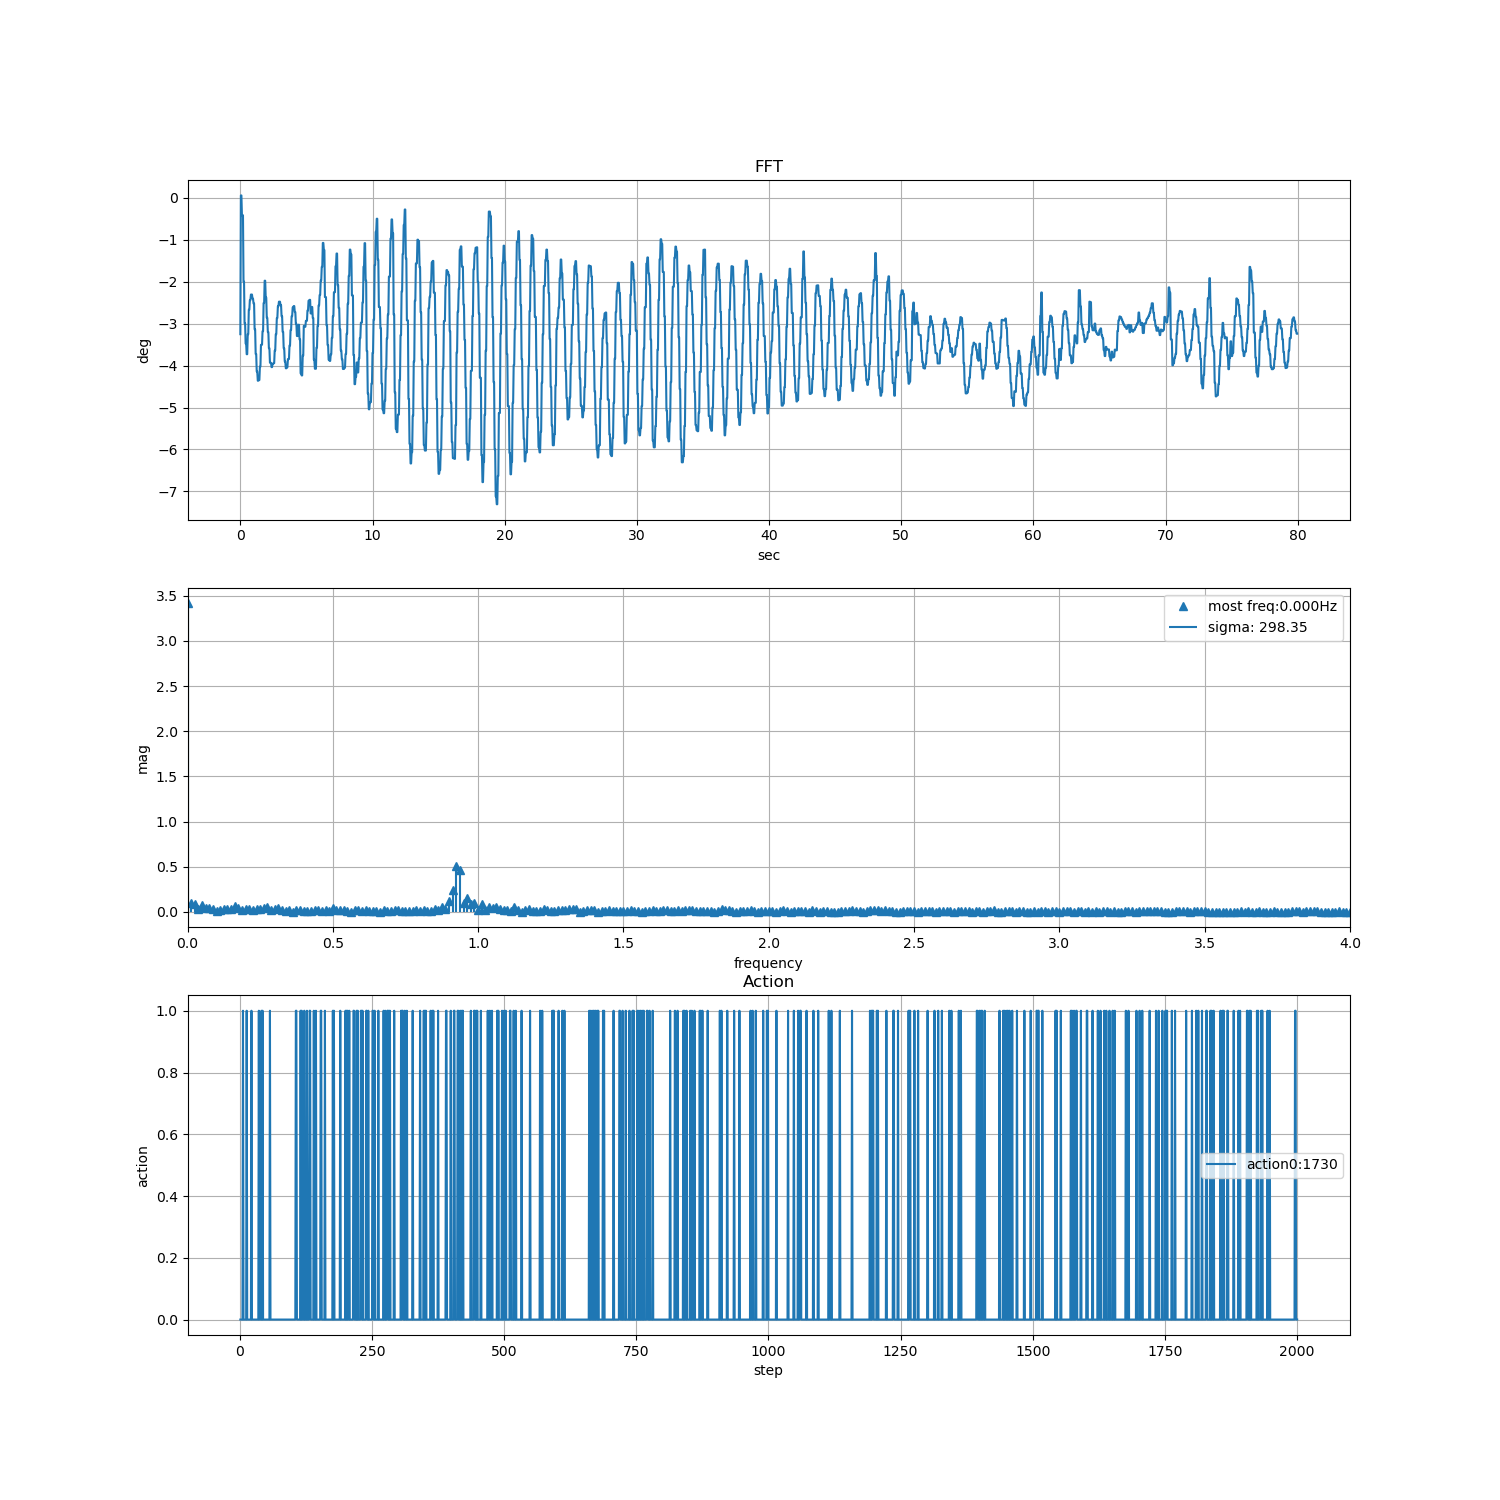 FFT
0
−1
−2
−3
−4
−5
−6
−7
deg
0 10 20 30 40 50 60 70 80
sec
3.5
3.0
2.5
2.0
1.5
1.0
0.5
0.0
mag
most freq:0.000Hz
sigma: 298.35
0.0 0.5 1.0 1.5 2.0 2.5 3.0 3.5 4.0
frequency
Action
1.0
0.8
0.6
0.4
0.2
0.0
action
action0:1730
0 250 500 750 1000 1250 1500 1750 2000
step